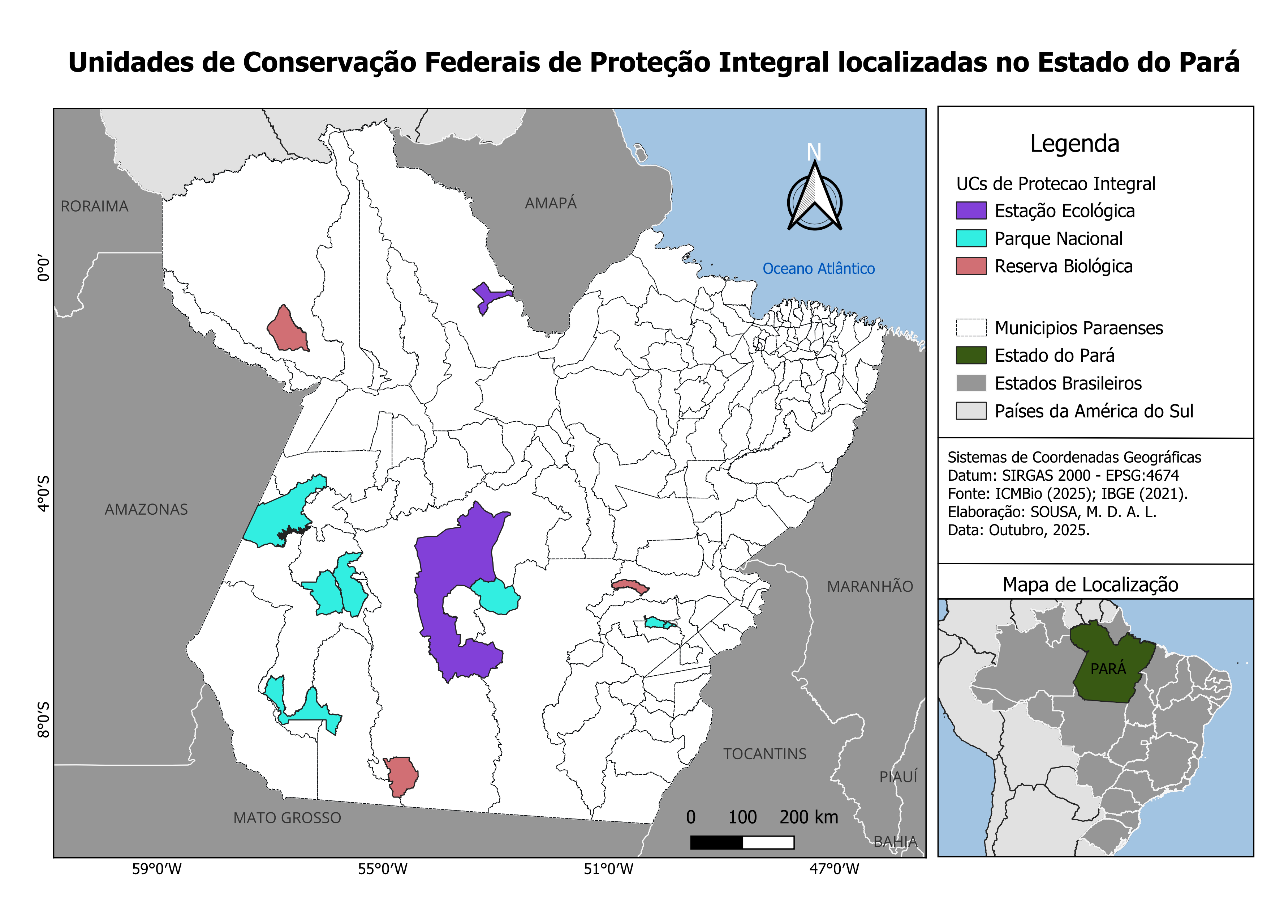 Unidades de Conservação Federais de Proteção Integral localizadas no Estado do Pará
RORAIMA
AMAPÁ
N
Oceano Atlântico
AMAZONAS
MARANHÃO
TOCANTINS
PIAUÍ
MATO GROSSO
BAHIA
0 100 200 km
0°0′
4°0′S
8°0′S
59°0′W 55°0′W 51°0′W 47°0′W
Legenda
UCs de Protecao Integral
Estação Ecológica
Parque Nacional
Reserva Biológica
Municipios Paraenses
Estado do Pará
Estados Brasileiros
Países da América do Sul
Sistemas de Coordenadas Geográficas
Datum: SIRGAS 2000 - EPSG:4674
Fonte: ICMBio (2025); IBGE (2021).
Elaboração: SOUSA, M. D. A. L.
Data: Outubro, 2025.
Mapa de Localização
PARÁ